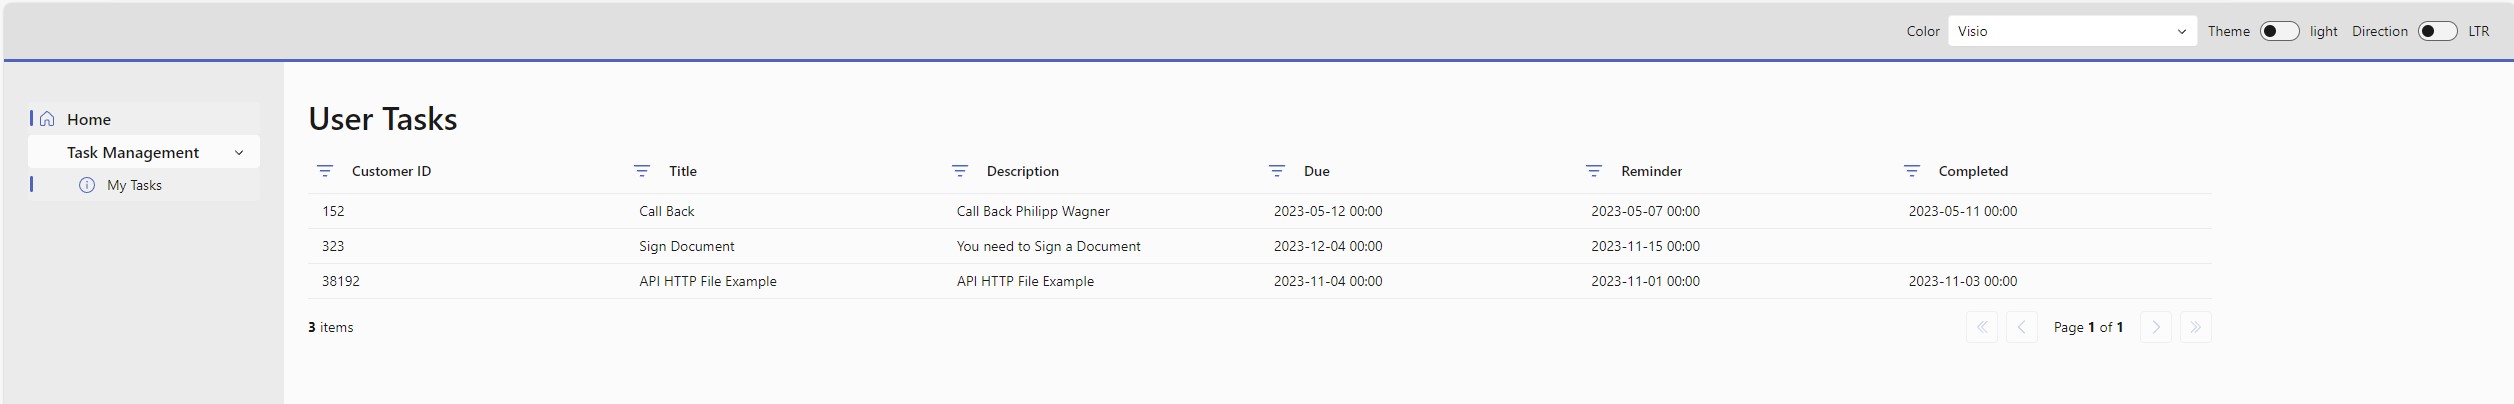 Color Visio Theme light Direction LTR
Home
Task Management
My Tasks
User Tasks
Customer ID Title Description Due Reminder Completed
152 Call Back Call Back Philipp Wagner 2023-05-12 00:00 2023-05-07 00:00 2023-05-11 00:00
323 Sign Document You need to Sign a Document 2023-12-04 00:00 2023-11-15 00:00
38192 API HTTP File Example API HTTP File Example 2023-11-04 00:00 2023-11-01 00:00 2023-11-03 00:00
3 items Page 1 of 1